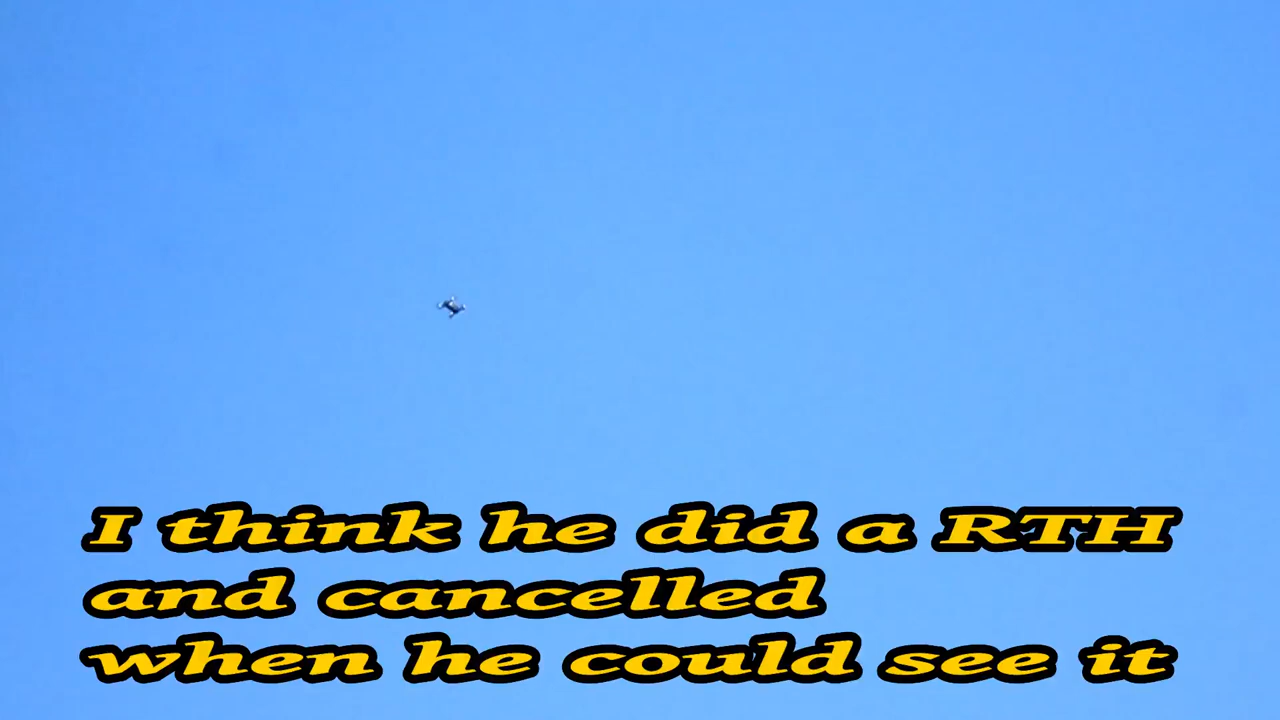 I think he did a RTH
and cancelled
when he could see it